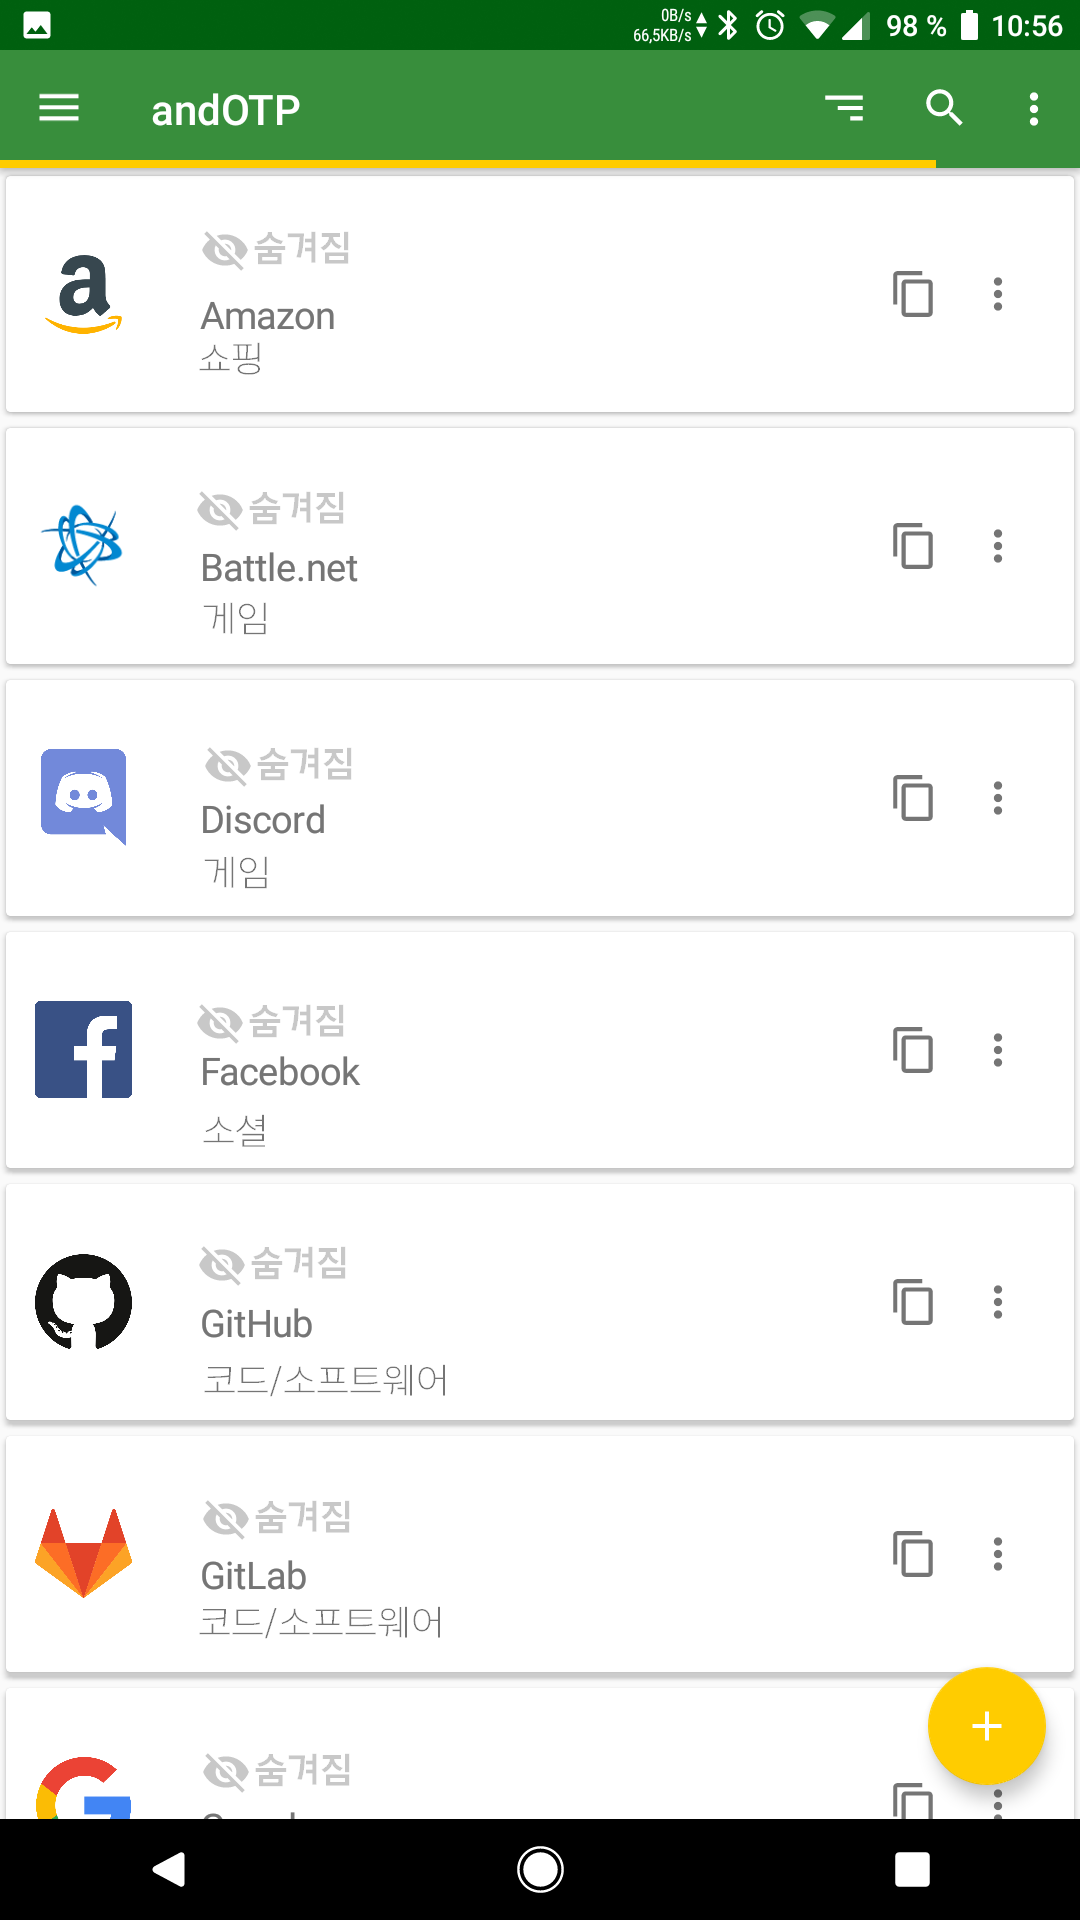 0B/s
66,5KB/s
98 % 10:56
andOTP
숨겨짐
Amazon
쇼핑
숨겨짐
Battle.net
게임
숨겨짐
Discord
게임
숨겨짐
Facebook
소셜
숨겨짐
GitHub
코드/소프트웨어
숨겨짐
GitLab
코드/소프트웨어
숨겨짐